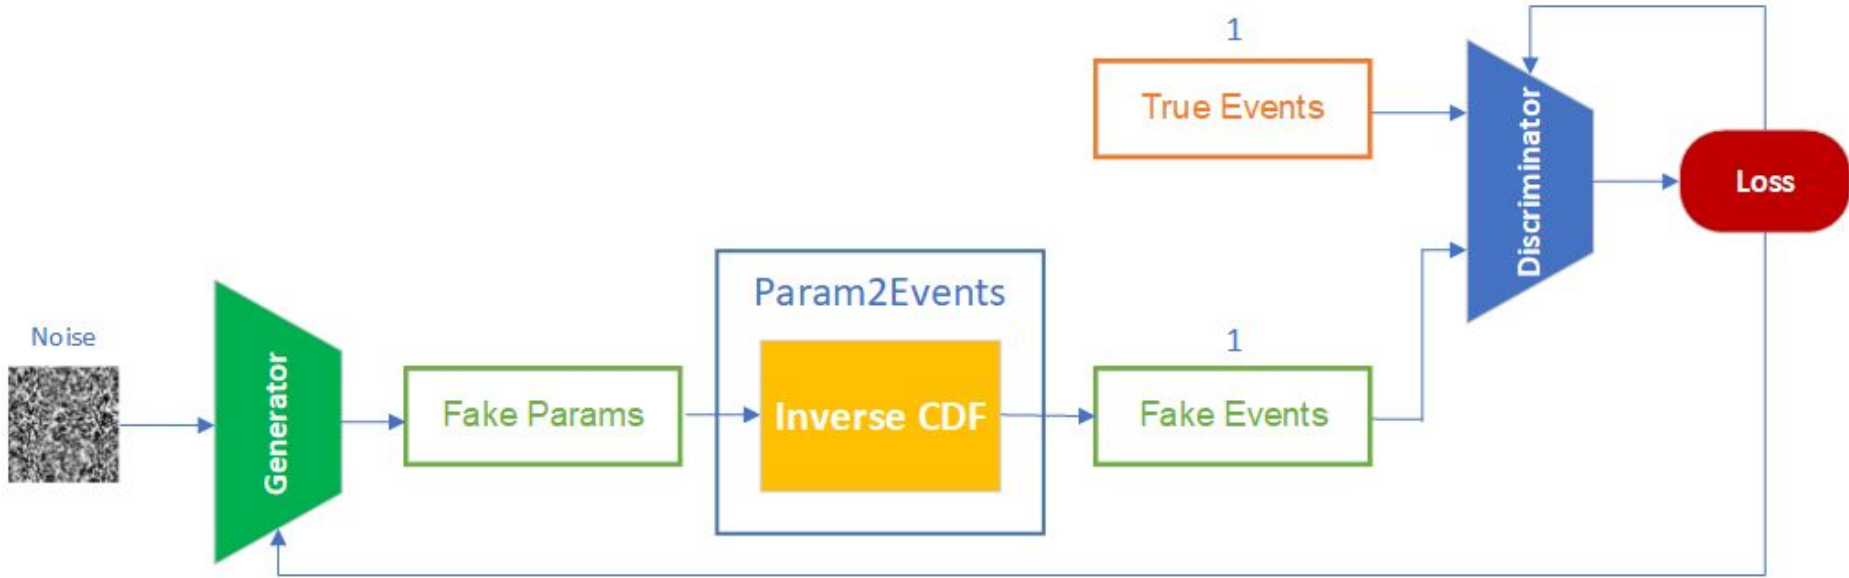 Noise
Generator
Fake Params
Param2Events
Inverse CDF
1
True Events
1
Fake Events
Discriminator
Loss